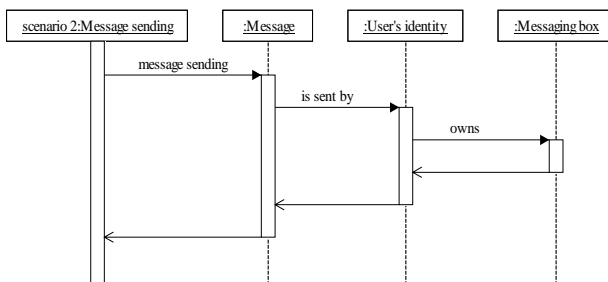 scenario 2:Message sending
:Message
:User's identity
:Messaging box
message sending
is sent by
owns